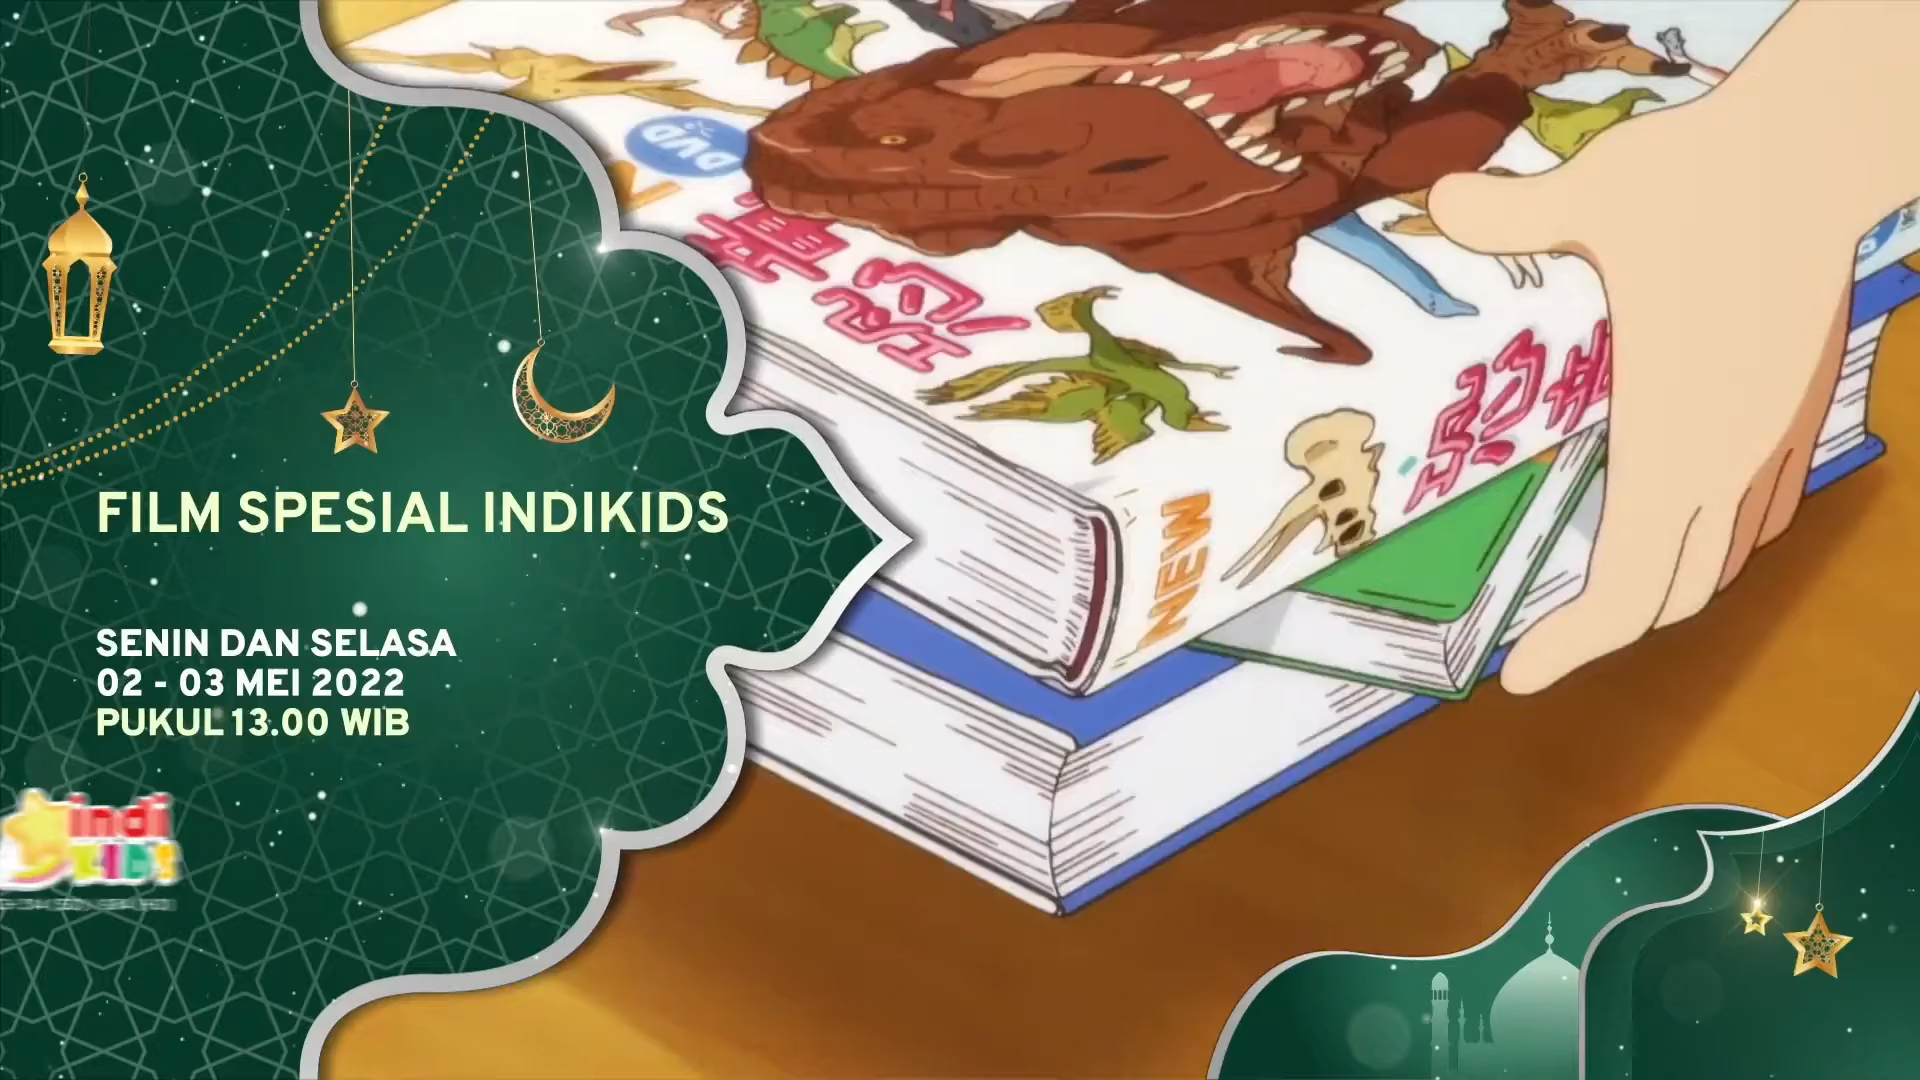 FILM SPESIAL INDIKIDS
SENIN DAN SELASA
02 - 03 MEI 2022
PUKUL 13.00 WIB
indi
KIDS
DVD
NEW